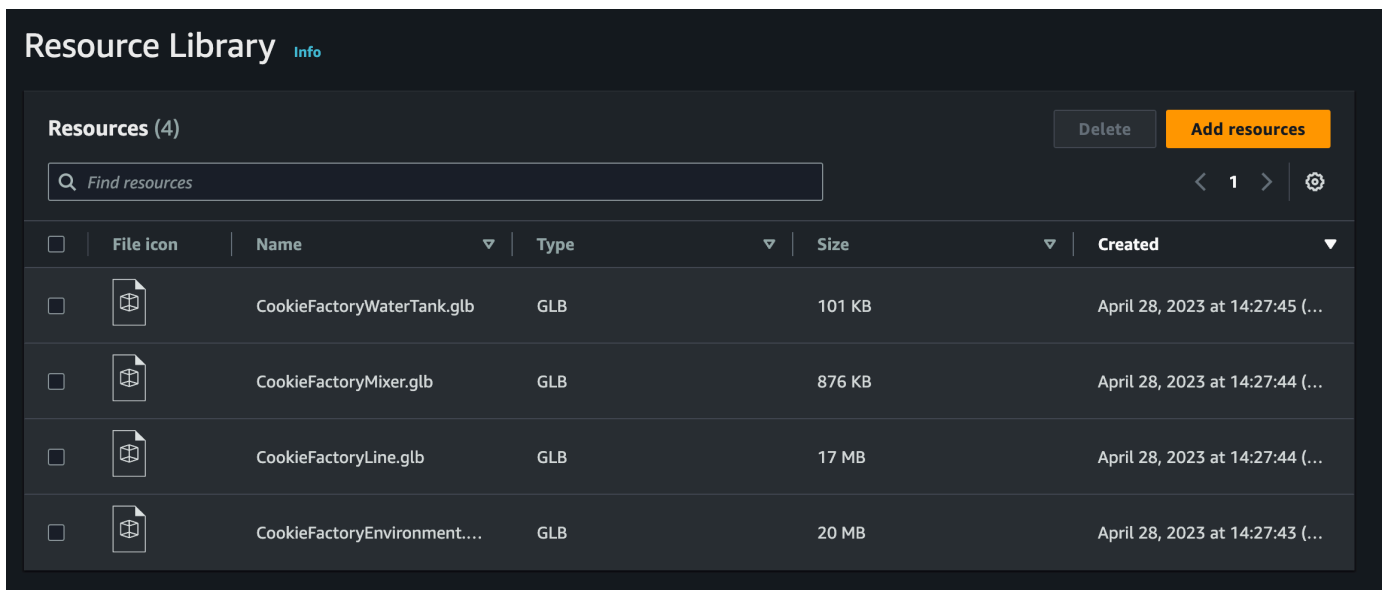 Resource Library Info
Resources (4) Delete Add resources
Find resources 1
File icon Name Type Size Created
CookieFactoryWaterTank.glb GLB 101 KB April 28, 2023 at 14:27:45 (...
CookieFactoryMixer.glb GLB 876 KB April 28, 2023 at 14:27:44 (...
CookieFactoryLine.glb GLB 17 MB April 28, 2023 at 14:27:44 (...
CookieFactoryEnvironment.... GLB 20 MB April 28, 2023 at 14:27:43 (...